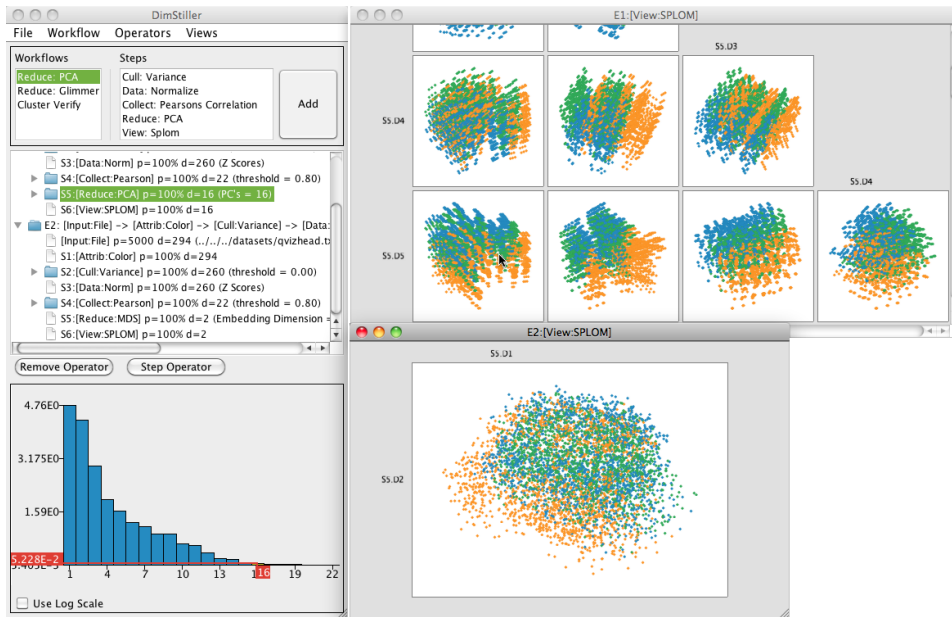 DimStiller
File Workflow Operators Views
Workflows
Reduce: PCA
Reduce: Glimmer
Cluster Verify
Steps
Cull: Variance
Data: Normalize
Collect: Pearsons Correlation
Reduce: PCA
View: Splom
Add
S3:[Data:Norm] p=100% d=260 (Z Scores)
S4:[Collect:Pearson] p=100% d=22 (threshold = 0.80)
S5:[Reduce:PCA] p=100% d=16 (PC's = 16)
S6:[View:SPLOM] p=100% d=16
E2: [Input:File] -> [Attrib:Color] -> [Cull:Variance] -> [Data:
[Input:File] p=5000 d=294 (../../../datasets/qvizhead.tx
S1:[Attrib:Color] p=100% d=294
S2:[Cull:Variance] p=100% d=260 (threshold = 0.00)
S3:[Data:Norm] p=100% d=260 (Z Scores)
S4:[Collect:Pearson] p=100% d=22 (threshold = 0.80)
S5:[Reduce:MDS] p=100% d=2 (Embedding Dimension =
S6:[View:SPLOM] p=100% d=2
Remove Operator Step Operator
4.76E0
3.175E0
1.59E0
5.228E-2
1 4 7 10 13 16 19 22
Use Log Scale
E1:[View:SPLOM]
S5.D3
S5.D4
S5.D4
S5.D5
E2:[View:SPLOM]
S5.D1
S5.D2